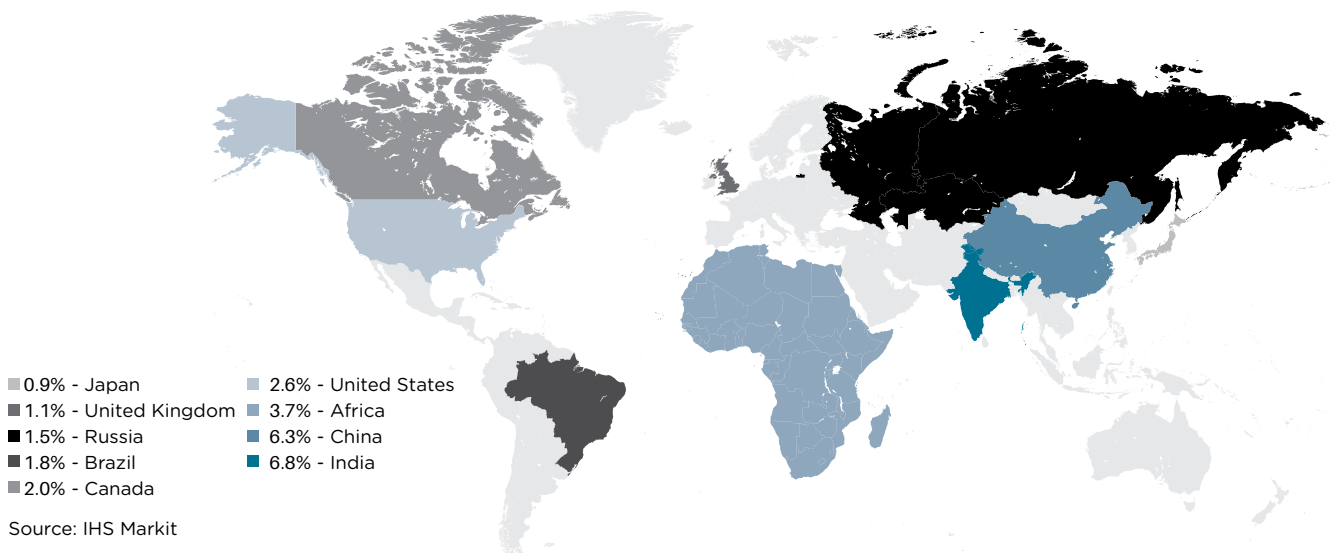 0.9% - Japan
1.1% - United Kingdom
1.5% - Russia
1.8% - Brazil
2.0% - Canada
2.6% - United States
3.7% - Africa
6.3% - China
6.8% - India
Source: IHS Markit